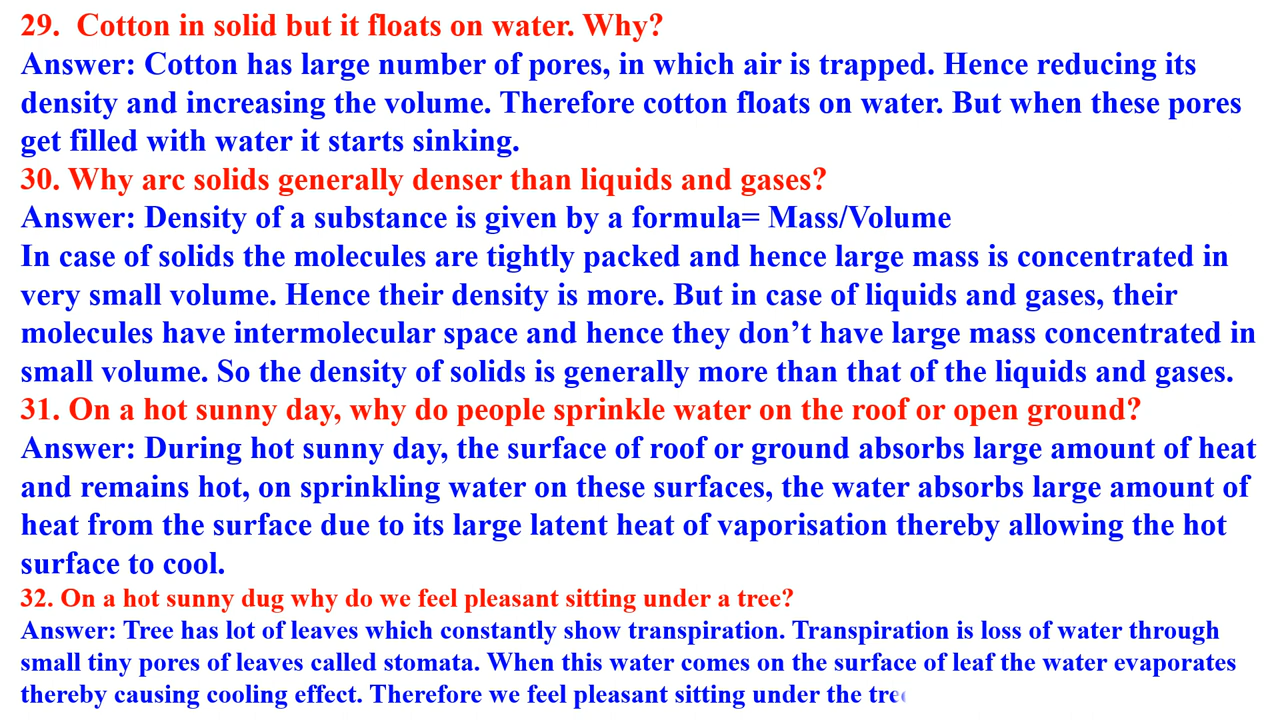 29.  Cotton in solid but it floats on water. Why?
Answer: Cotton has large number of pores, in which air is trapped. Hence reducing its
density and increasing the volume. Therefore cotton floats on water. But when these pores
get filled with water it starts sinking.
30. Why arc solids generally denser than liquids and gases?
Answer: Density of a substance is given by a formula= Mass/Volume
In case of solids the molecules are tightly packed and hence large mass is concentrated in
very small volume. Hence their density is more. But in case of liquids and gases, their
molecules have intermolecular space and hence they don’t have large mass concentrated in
small volume. So the density of solids is generally more than that of the liquids and gases.
31. On a hot sunny day, why do people sprinkle water on the roof or open ground?
Answer: During hot sunny day, the surface of roof or ground absorbs large amount of heat
and remains hot, on sprinkling water on these surfaces, the water absorbs large amount of
heat from the surface due to its large latent heat of vaporisation thereby allowing the hot
surface to cool.
32. On a hot sunny dug why do we feel pleasant sitting under a tree?
Answer: Tree has lot of leaves which constantly show transpiration. Transpiration is loss of water through
small tiny pores of leaves called stomata. When this water comes on the surface of leaf the water evaporates
thereby causing cooling effect. Therefore we feel pleasant sitting under the tree